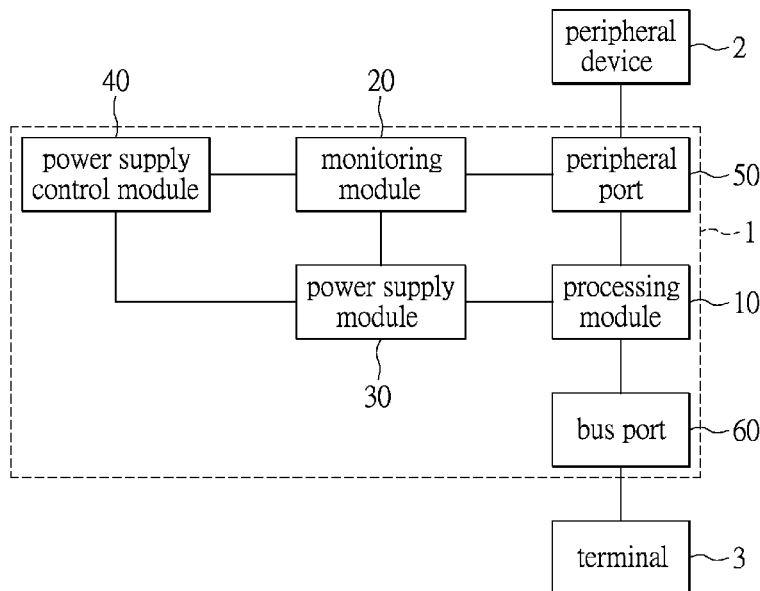 peripheral
device
2
40
20
power supply
control module
monitoring
module
peripheral
port
50
1
power supply
module
processing
module
10
30
bus port
60
terminal
3